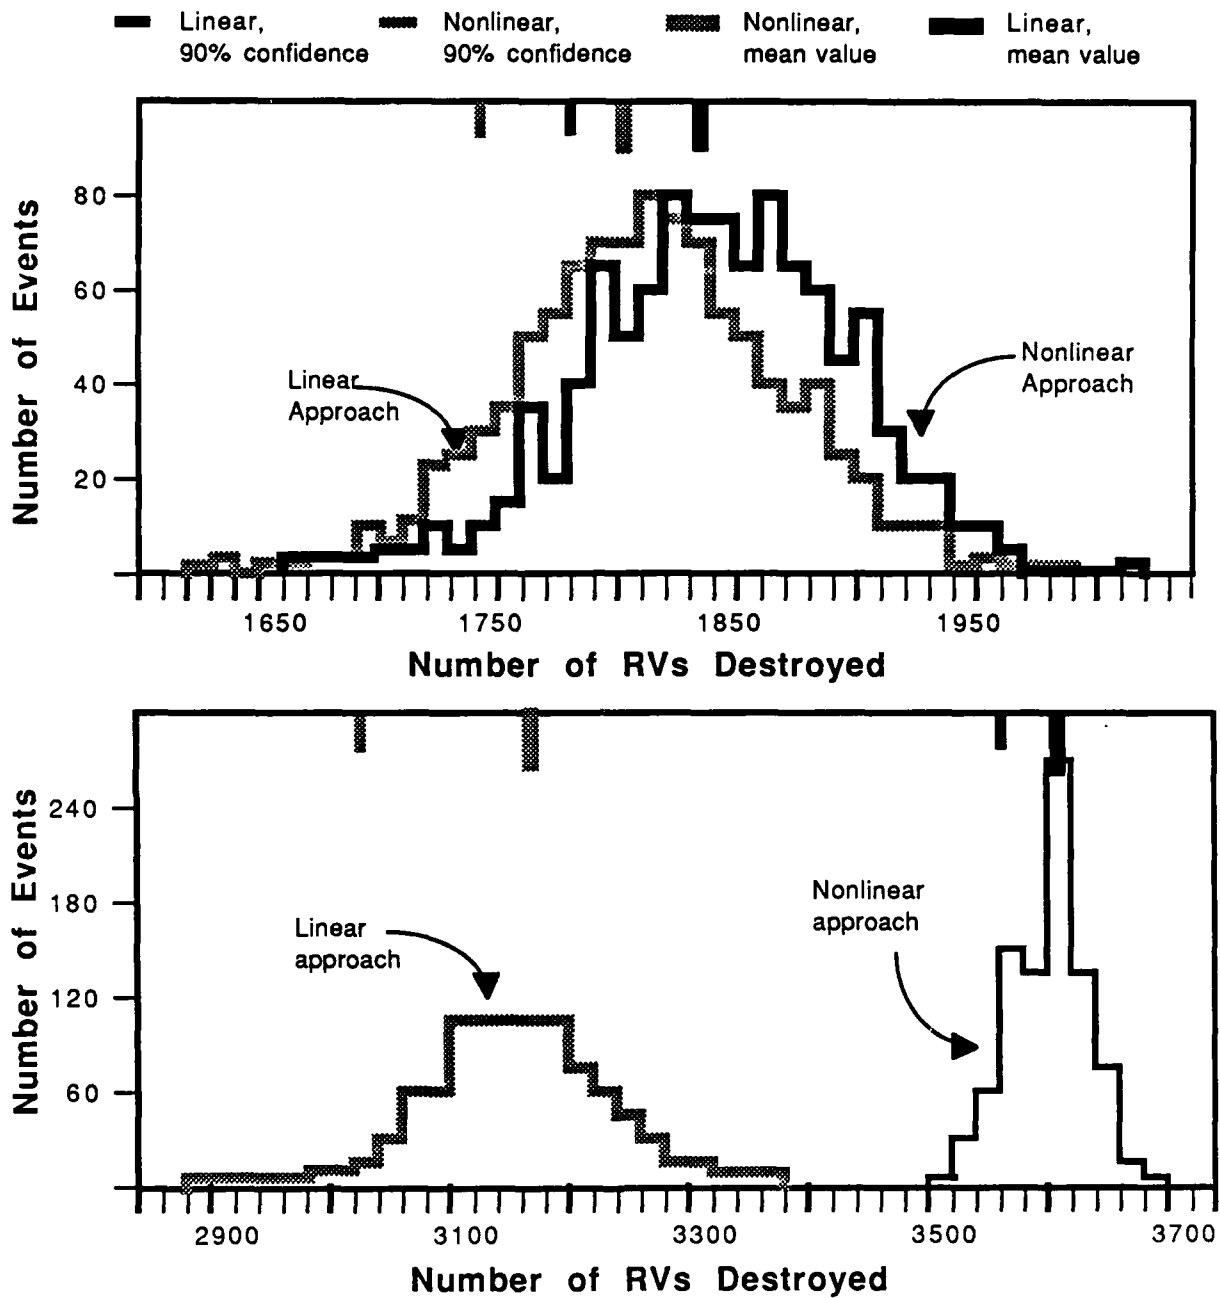 Linear,
90% confidence
Nonlinear,
90% confidence
Nonlinear,
mean value
Linear,
mean value
Number of Events
80
60
40
20
Linear
Approach
Nonlinear
Approach
1650
1750
1850
1950
Number of RVs Destroyed
Number of Events
240
180
120
60
Linear
approach
Nonlinear
approach
2900
3100
3300
3500
3700
Number of RVs Destroyed